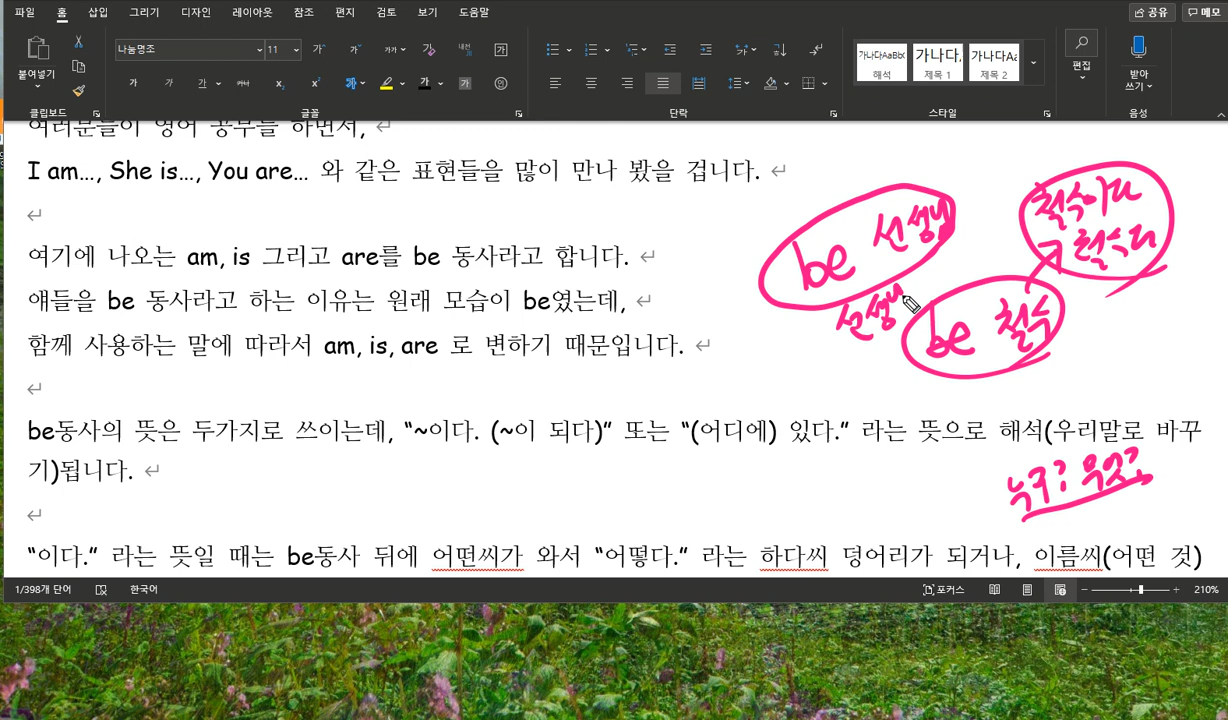 파일 홈 삽입 그리기 디자인 레이아웃 참조 편지 검토 보기 도움말 공유 메모
나눔명조 11
붙여넣기
가나다AaBbC 가나다, 가나다AaB
해석 제목 1 제목 2
편집
받아
쓰기
클립보드 글꼴 단락 스타일 음성
여러분들이 영어 공부를 하면서,
I am…, She is…, You are… 와 같은 표현들을 많이 만나 봤을 겁니다.
철수이다
be 선생님
여기에 나오는 am, is 그리고 are를 be 동사라고 합니다.
얘들을 be 동사라고 하는 이유는 원래 모습이 be였는데,
be 철수
함께 사용하는 말에 따라서 am, is, are 로 변하기 때문입니다.
be동사의 뜻은 두가지로 쓰이는데, “~이다. (~이 되다)” 또는 “(어디에) 있다.” 라는 뜻으로 해석(우리말로 바꾸
기)됩니다.
누구? 무엇?
“이다.” 라는 뜻일 때는 be동사 뒤에 어떤씨가 와서 “어떻다.” 라는 하다씨 덩어리가 되거나, 이름씨(어떤 것)
1/398개 단어 한국어 포커스 210%